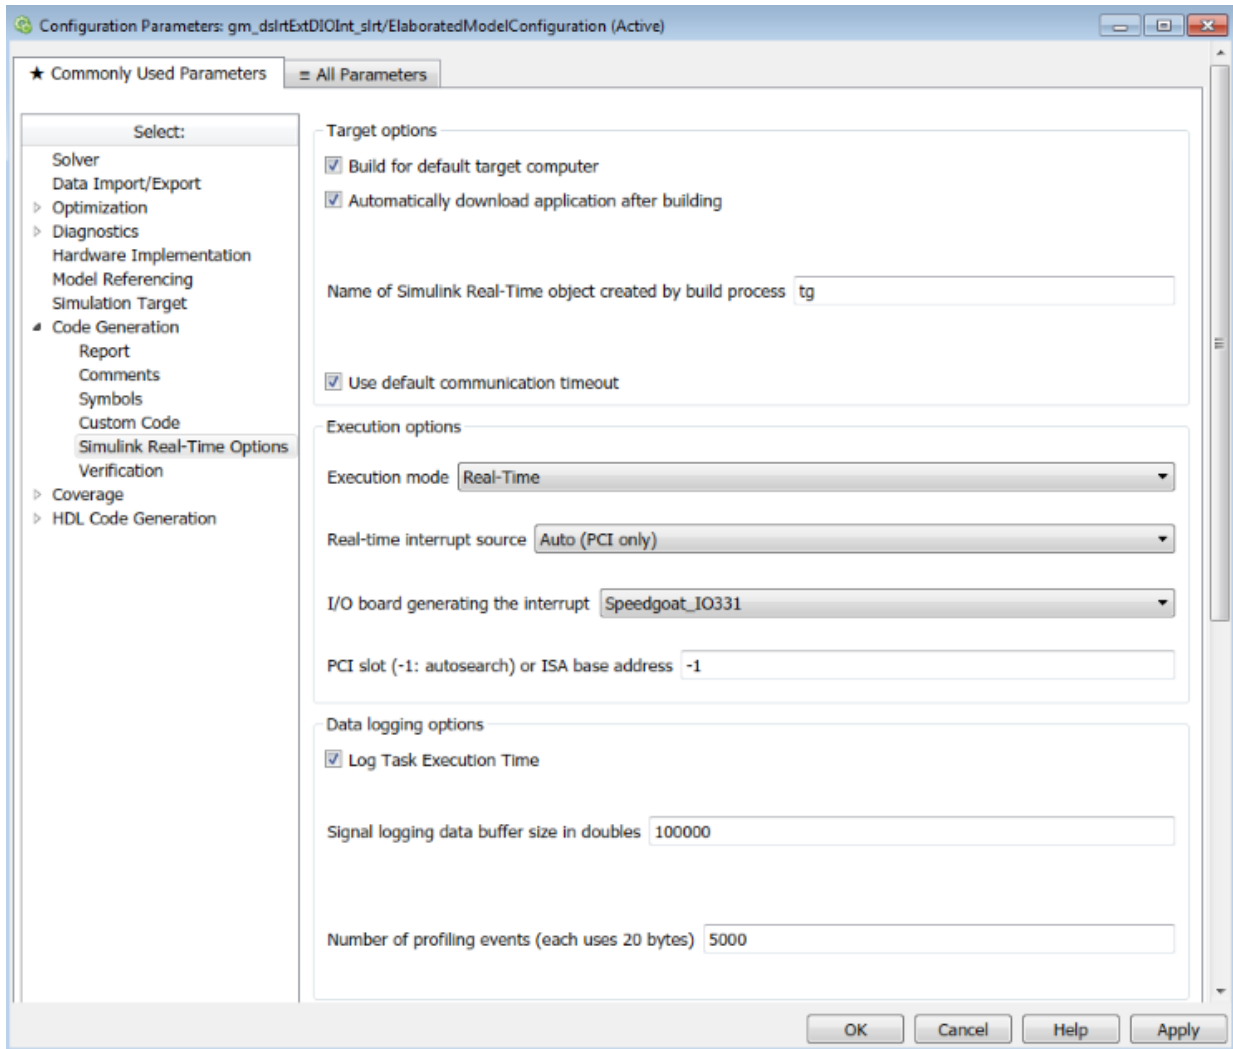 Configuration Parameters: gm_dslrtExtDIOInt_slrt/ElaboratedModelConfiguration (Active)
★ Commonly Used Parameters
≡ All Parameters
Select:
Solver
Data Import/Export
Optimization
Diagnostics
Hardware Implementation
Model Referencing
Simulation Target
Code Generation
Report
Comments
Symbols
Custom Code
Simulink Real-Time Options
Verification
Coverage
HDL Code Generation
Target options
Build for default target computer
Automatically download application after building
Name of Simulink Real-Time object created by build process tg
Use default communication timeout
Execution options
Execution mode Real-Time
Real-time interrupt source Auto (PCI only)
I/O board generating the interrupt Speedgoat_IO331
PCI slot (-1: autosearch) or ISA base address -1
Data logging options
Log Task Execution Time
Signal logging data buffer size in doubles 100000
Number of profiling events (each uses 20 bytes) 5000
OK Cancel Help Apply